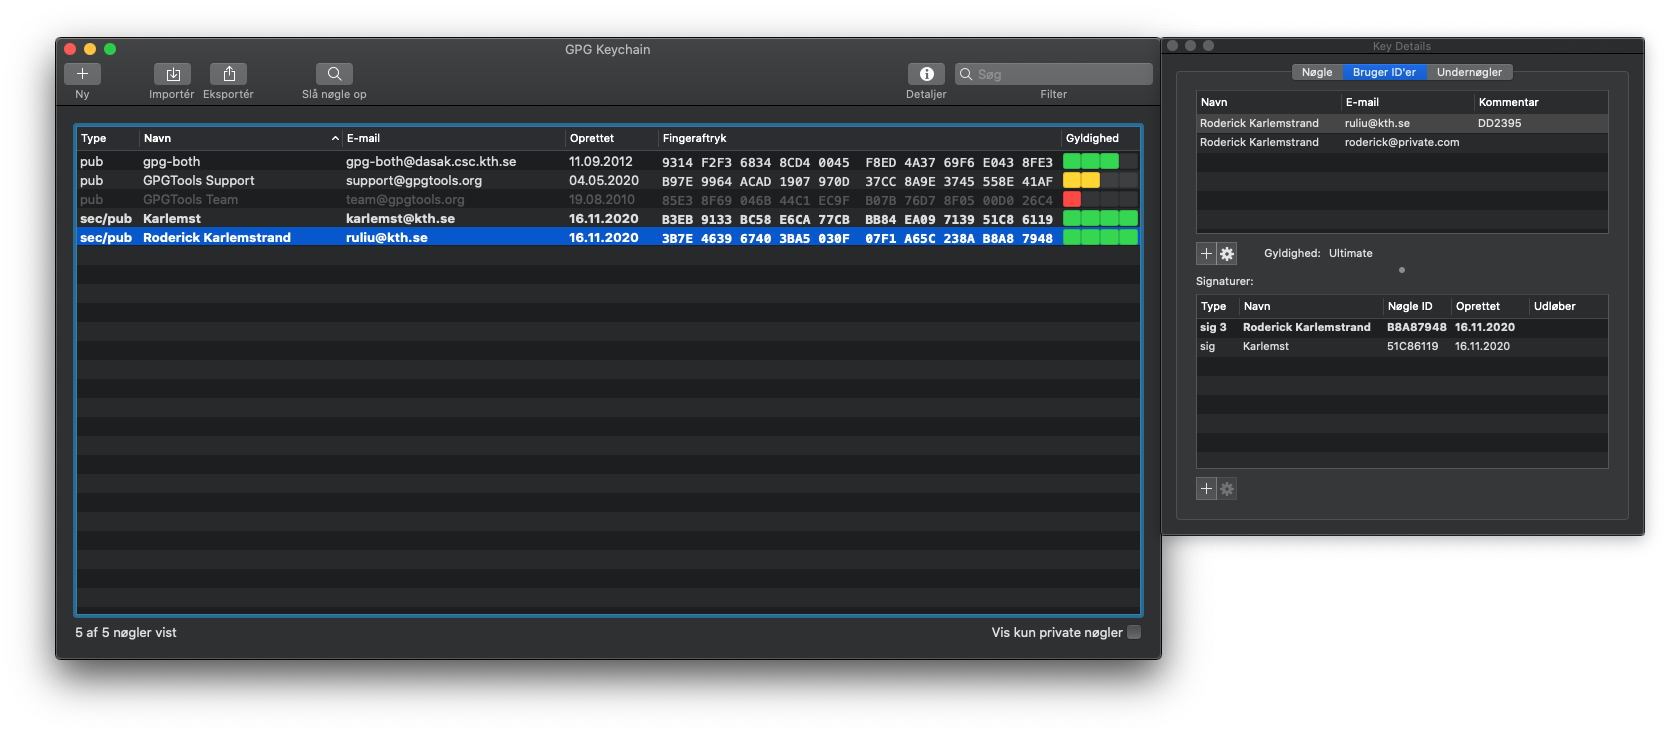 GPG Keychain
Ny
Importér
Eksportér
Slå nøgle op
Detaljer
Søg
Filter
Type Navn E-mail Oprettet Fingeraftryk Gyldighed
pub gpg-both gpg-both@dasak.csc.kth.se 11.09.2012 9314 F2F3 6834 8CD4 0045 F8ED 4A37 69F6 E043 8FE3
pub GPGTools Support support@gpgtools.org 04.05.2020 B97E 9964 ACAD 1907 970D 37CC 8A9E 3745 558E 41AF
pub GPGTools Team team@gpgtools.org 19.08.2010 85E3 8F69 046B 44C1 EC9F B07B 76D7 8F05 00D0 26C4
sec/pub Karlemst karlemst@kth.se 16.11.2020 B3EB 9133 BC58 E6CA 77CB BB84 EA09 7139 51C8 6119
sec/pub Roderick Karlemstrand ruliu@kth.se 16.11.2020 3B7E 4639 6740 3BA5 030F 07F1 A65C 238A B8A8 7948
5 af 5 nøgler vist
Vis kun private nøgler
Key Details
Nøgle Bruger ID'er Undernøgler
Navn E-mail Kommentar
Roderick Karlemstrand ruliu@kth.se DD2395
Roderick Karlemstrand roderick@private.com
Gyldighed: Ultimate
Signaturer:
Type Navn Nøgle ID Oprettet Udløber
sig 3 Roderick Karlemstrand B8A87948 16.11.2020
sig Karlemst 51C86119 16.11.2020